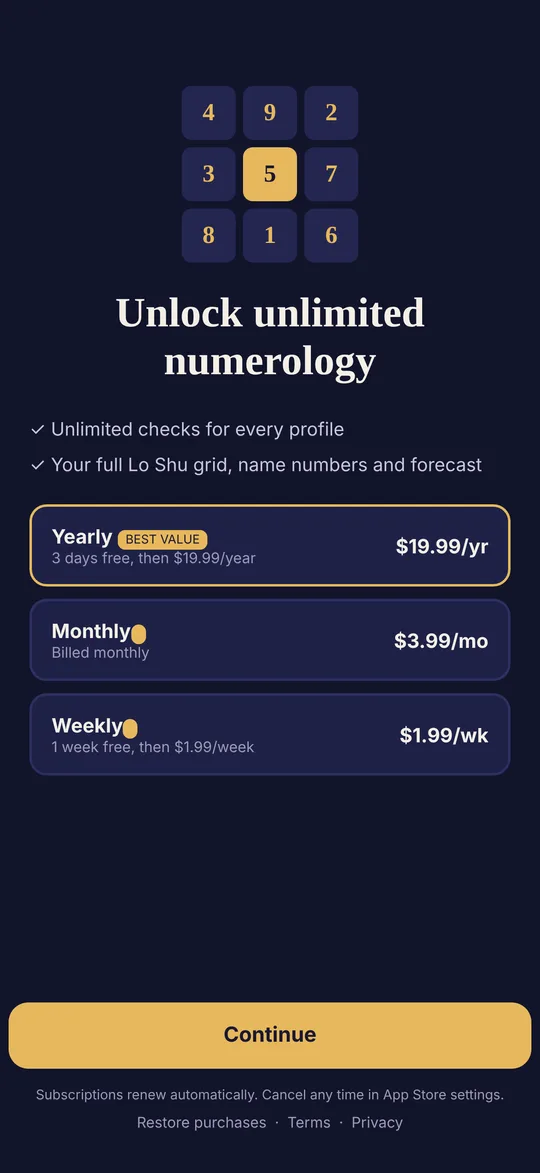 4 9 2
3 5 7
8 1 6
Unlock unlimited
numerology
✓ Unlimited checks for every profile
✓ Your full Lo Shu grid, name numbers and forecast
Yearly BEST VALUE
3 days free, then $19.99/year
$19.99/yr
Monthly
Billed monthly
$3.99/mo
Weekly
1 week free, then $1.99/week
$1.99/wk
Continue
Subscriptions renew automatically. Cancel any time in App Store settings.
Restore purchases · Terms · Privacy